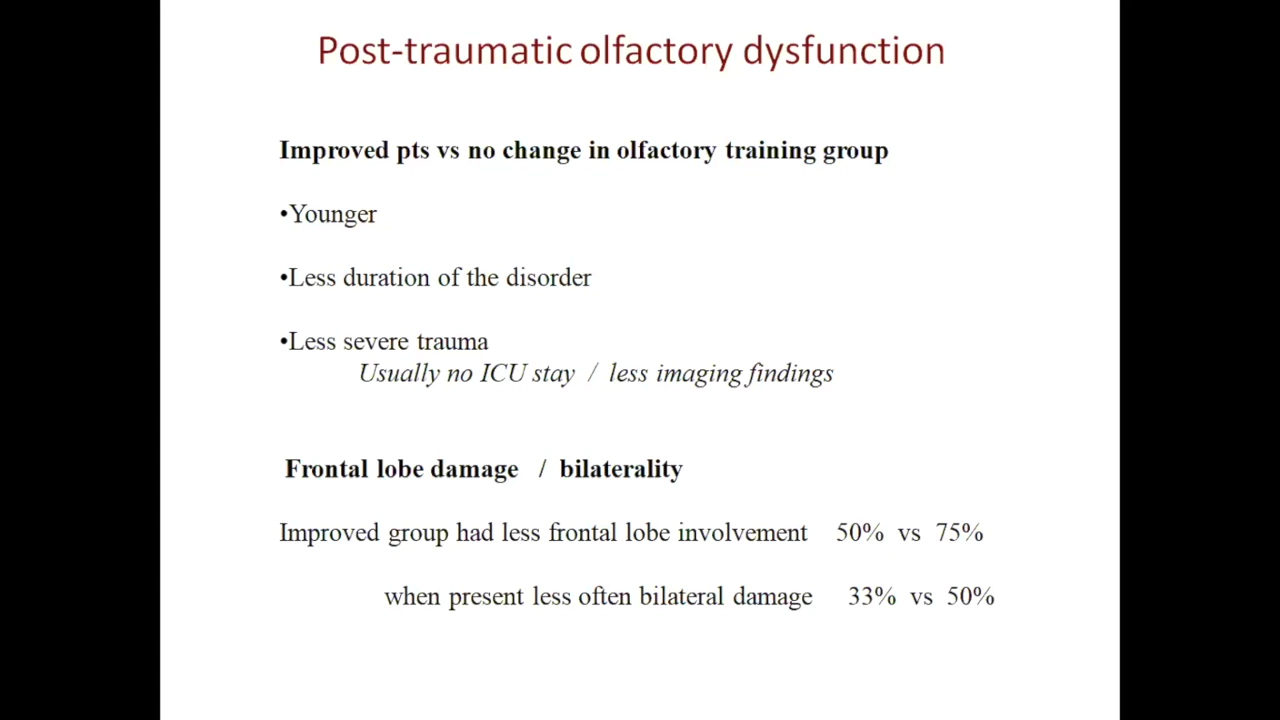 Post-traumatic olfactory dysfunction
Improved pts vs no change in olfactory training group
•Younger
•Less duration of the disorder
•Less severe trauma
Usually no ICU stay / less imaging findings
Frontal lobe damage / bilaterality
Improved group had less frontal lobe involvement 50% vs 75%
when present less often bilateral damage 33% vs 50%